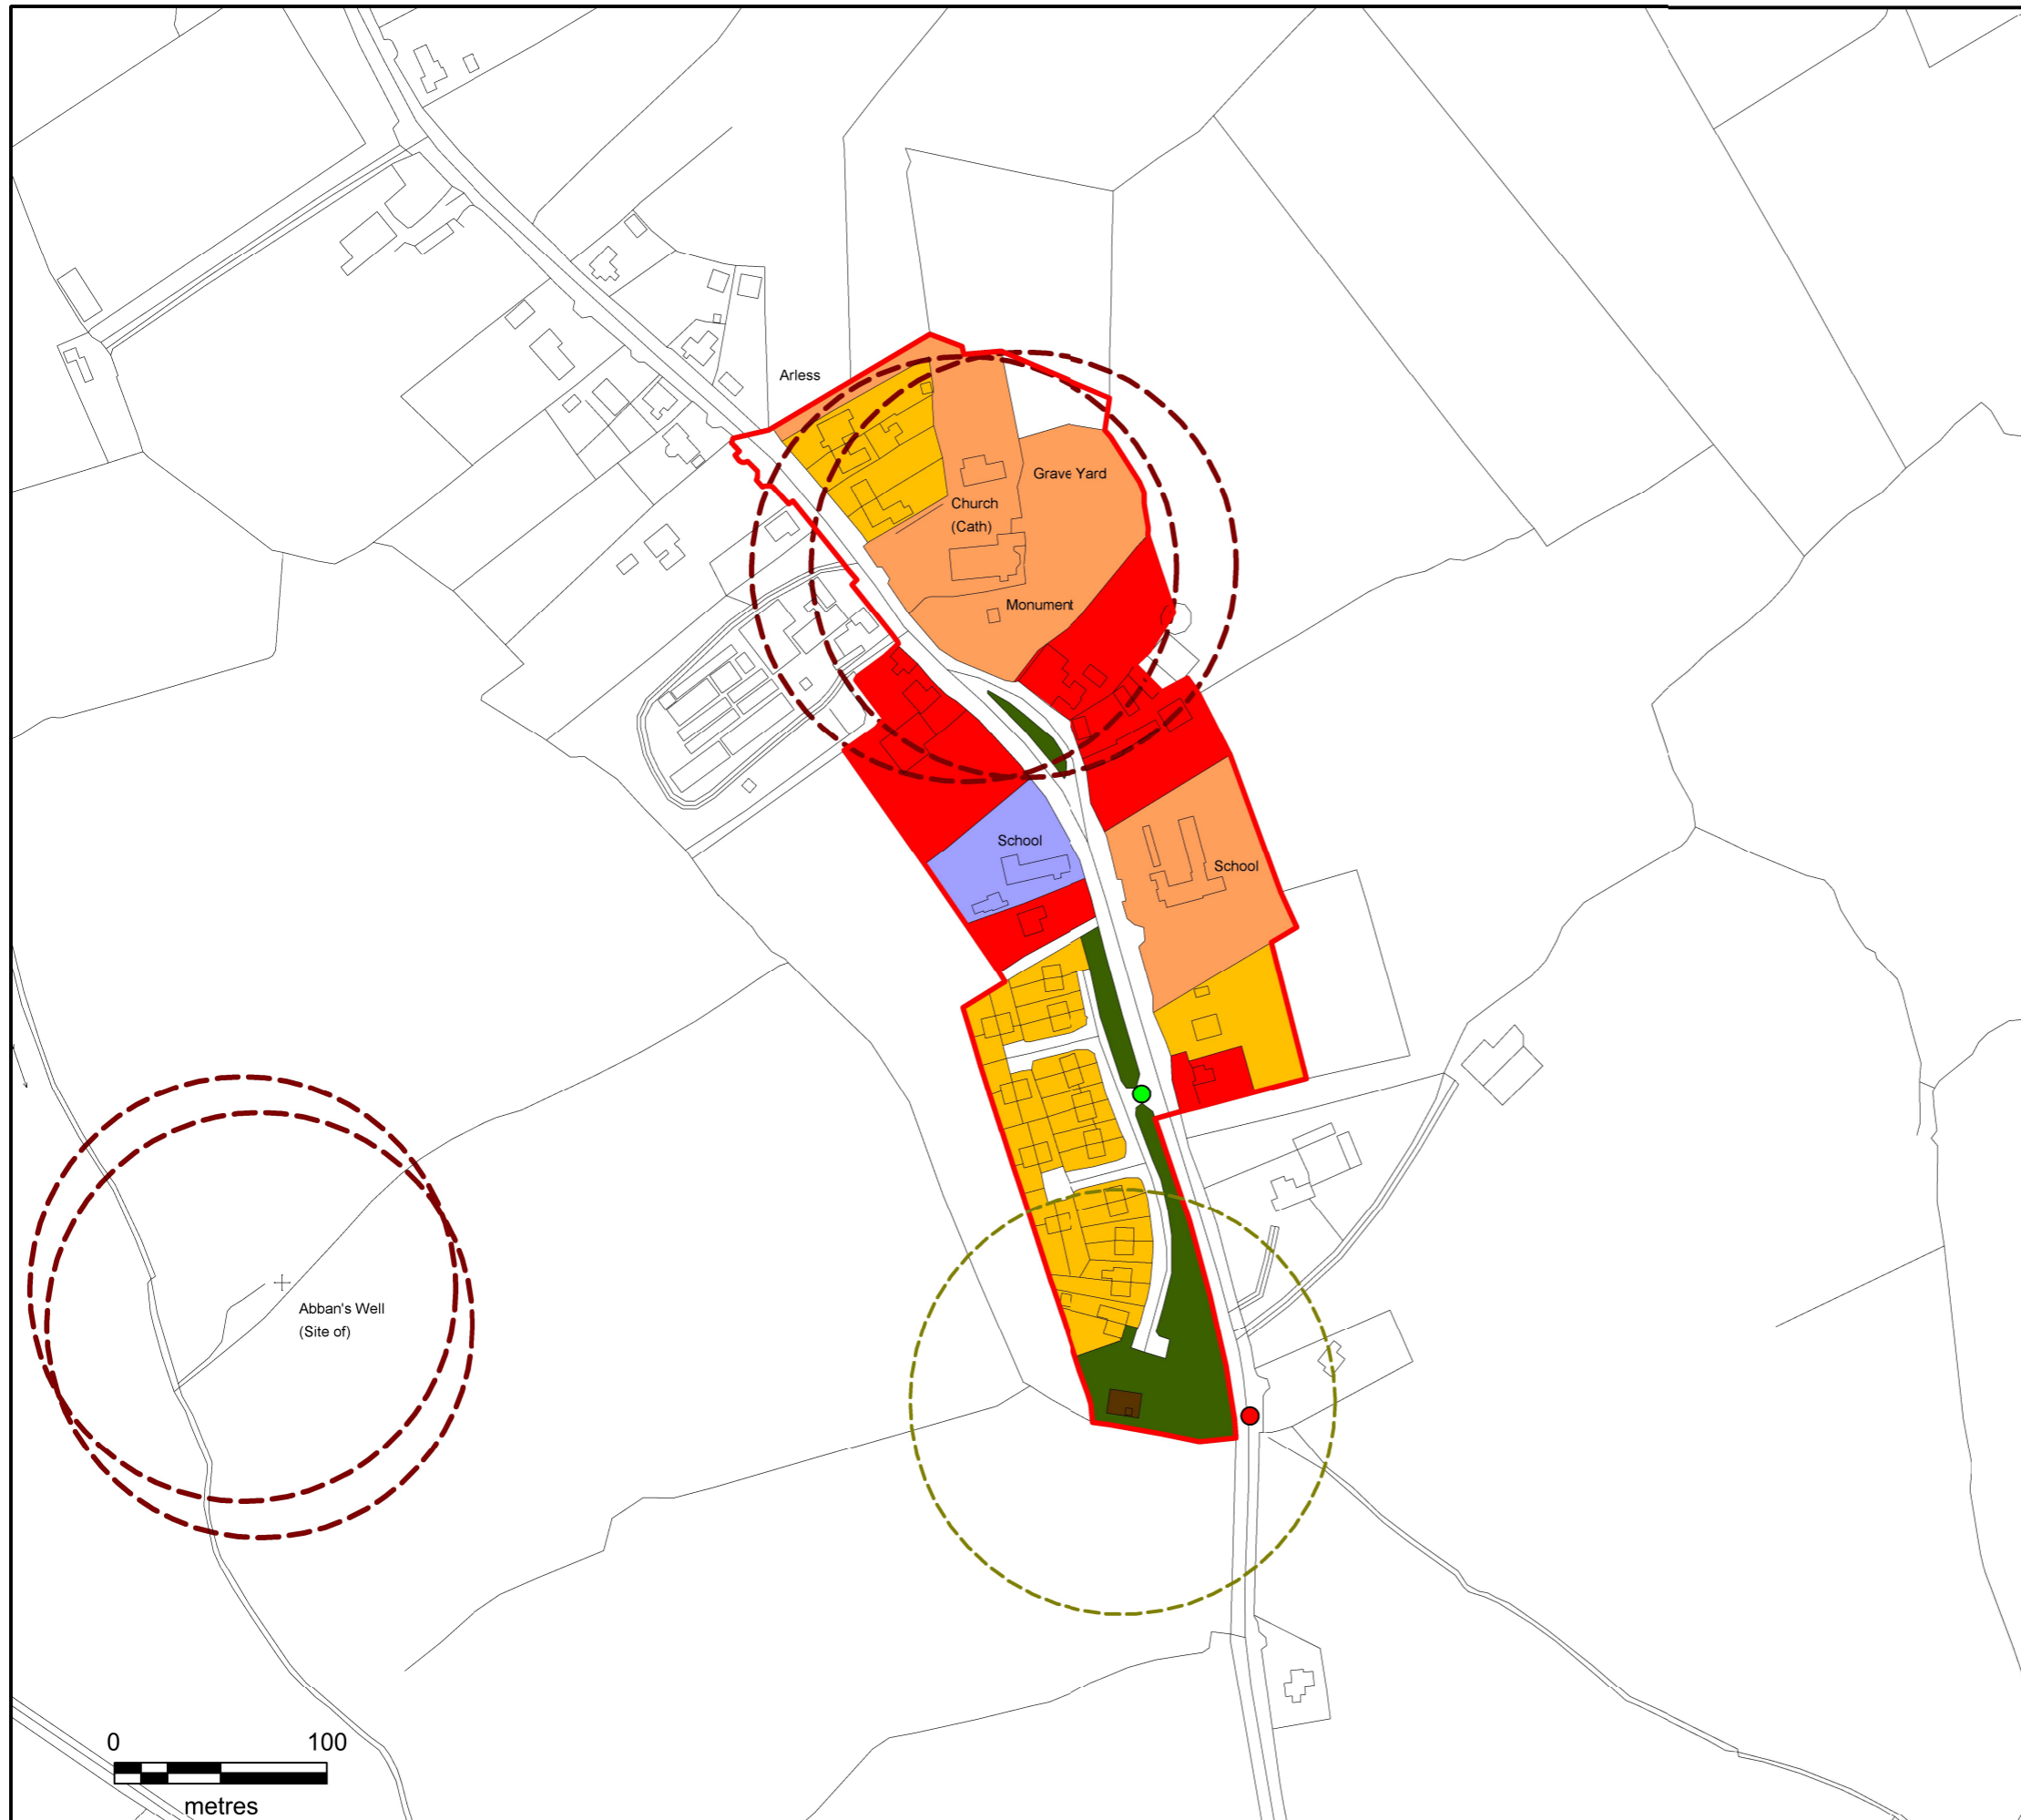 Arless
Grave Yard
Church
(Cath)
Monument
School
School
Abban's Well
(Site of)
0 100
metres